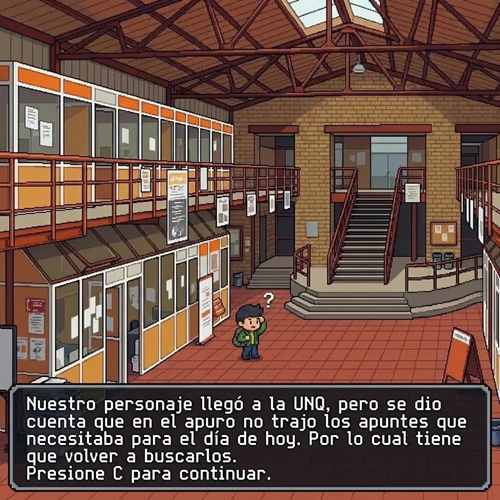 ?
Nuestro personaje llegó a la UNQ, pero se dio
cuenta que en el apuro no trajo los apuntes que
necesitaba para el día de hoy. Por lo cual tiene
que volver a buscarlos.
Presione C para continuar.